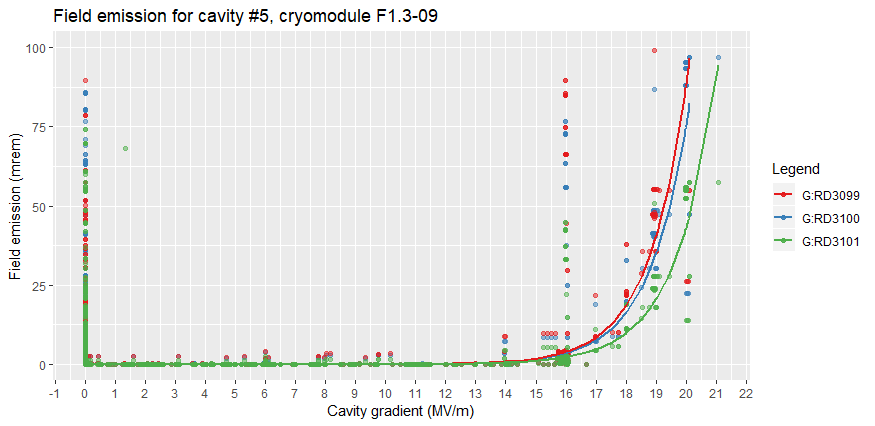 Field emission for cavity #5, cryomodule F1.3-09
100
75
50
25
0
Field emission (mrem)
-1 0 1 2 3 4 5 6 7 8 9 10 11 12 13 14 15 16 17 18 19 20 21 22
Cavity gradient (MV/m)
Legend
G:RD3099
G:RD3100
G:RD3101